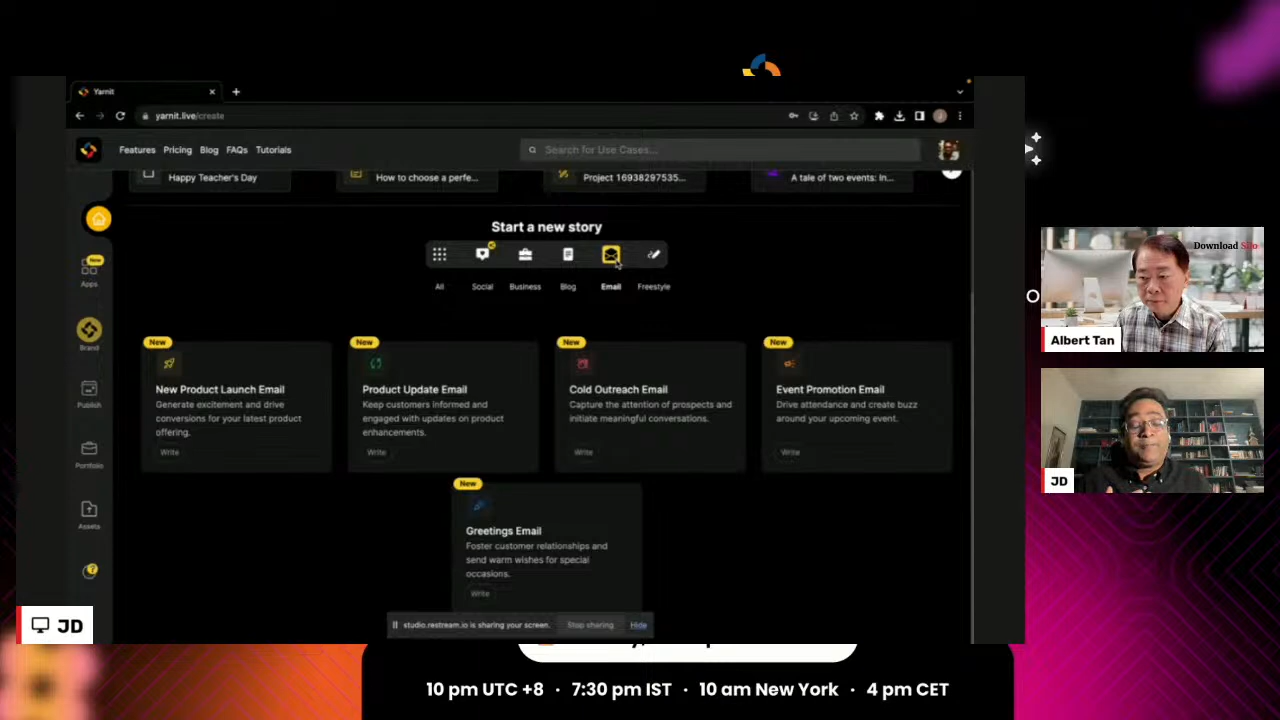 Yarnit
yarnit.live/create
Features Pricing Blog FAQs Tutorials
Search for Use Cases...
Happy Teacher's Day
How to choose a perfe...
Project 16938297535...
A tale of two events: In...
Start a new story
All Social Business Blog Email Freestyle
New
Apps
Brand
Publish
Portfolio
Assets
New
New Product Launch Email
Generate excitement and drive
conversions for your latest product
offering.
Write
New
Product Update Email
Keep customers informed and
engaged with updates on product
enhancements.
Write
New
Cold Outreach Email
Capture the attention of prospects and
initiate meaningful conversations.
Write
New
Event Promotion Email
Drive attendance and create buzz
around your upcoming event.
Write
New
Greetings Email
Foster customer relationships and
send warm wishes for special
occasions.
Write
studio.restream.io is sharing your screen.
Stop sharing
Hide
JD
Download
Albert Tan
JD
10 pm UTC +8 · 7:30 pm IST · 10 am New York · 4 pm CET